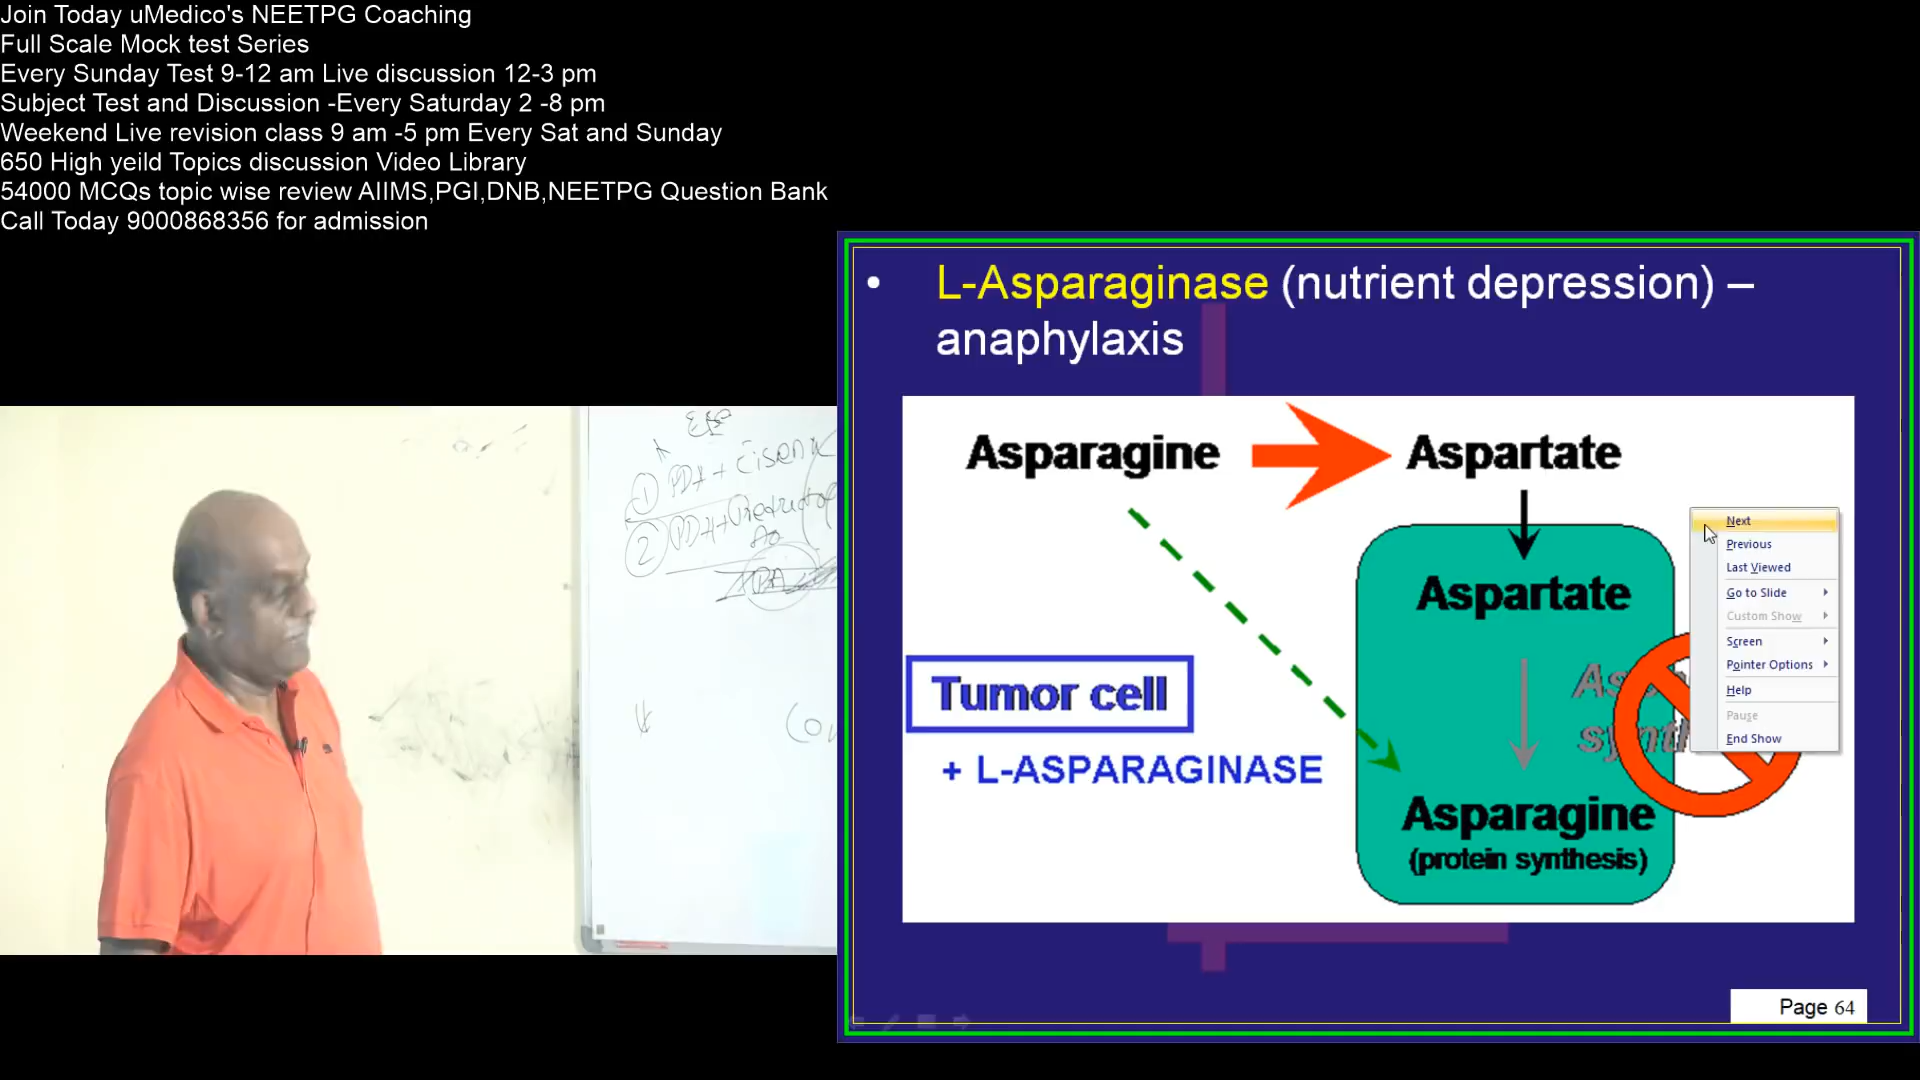 Join Today uMedico's NEETPG Coaching
Full Scale Mock test Series
Every Sunday Test 9-12 am Live discussion 12-3 pm
Subject Test and Discussion -Every Saturday 2 -8 pm
Weekend Live revision class 9 am -5 pm Every Sat and Sunday
650 High yeild Topics discussion Video Library
54000 MCQs topic wise review AIIMS,PGI,DNB,NEETPG Question Bank
Call Today 9000868356 for admission
• L-Asparaginase (nutrient depression) –
anaphylaxis
Asparagine Aspartate
Aspartate
Tumor cell
+ L-ASPARAGINASE
Asparagine
(protein synthesis)
Next
Previous
Last Viewed
Go to Slide
Custom Show
Screen
Pointer Options
Help
Pause
End Show
Page 64
1 PDA +
2 PDA +